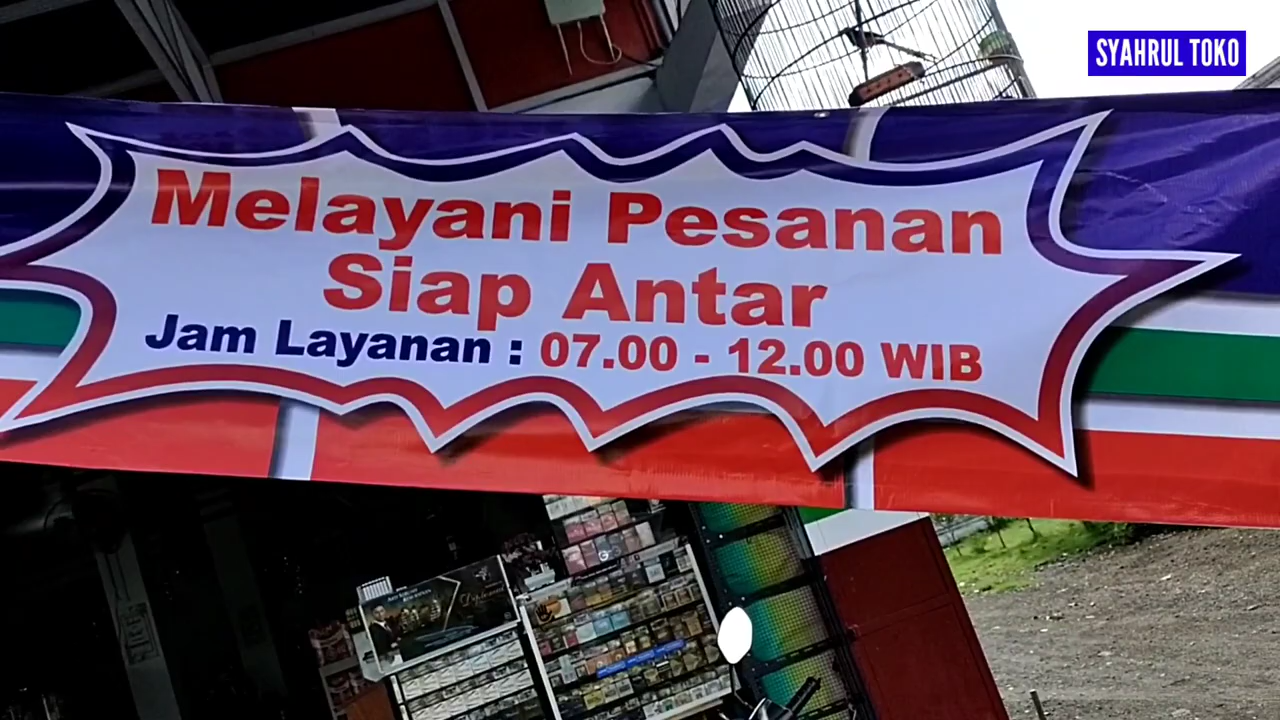 SYAHRUL TOKO
Melayani Pesanan
Siap Antar
Jam Layanan : 07.00 - 12.00 WIB